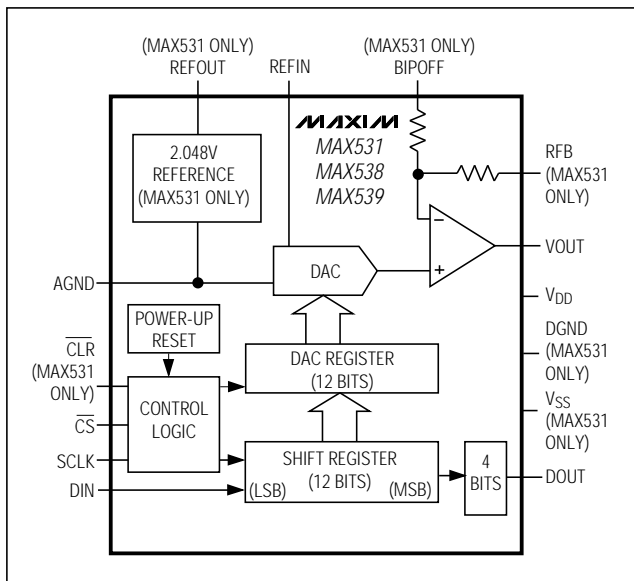 (MAX531 ONLY)
REFOUT
REFIN
(MAX531 ONLY)
BIPOFF
MAXIM
MAX531
MAX538
MAX539
2.048V
REFERENCE
(MAX531 ONLY)
RFB
(MAX531
ONLY)
−
+
VOUT
DAC
AGND
VDD
POWER-UP
RESET
CLR
(MAX531
ONLY)
DGND
(MAX531
ONLY)
DAC REGISTER
(12 BITS)
CONTROL
LOGIC
CS
VSS
(MAX531
ONLY)
SCLK
SHIFT REGISTER
(12 BITS)
(LSB)
(MSB)
4
BITS
DIN
DOUT